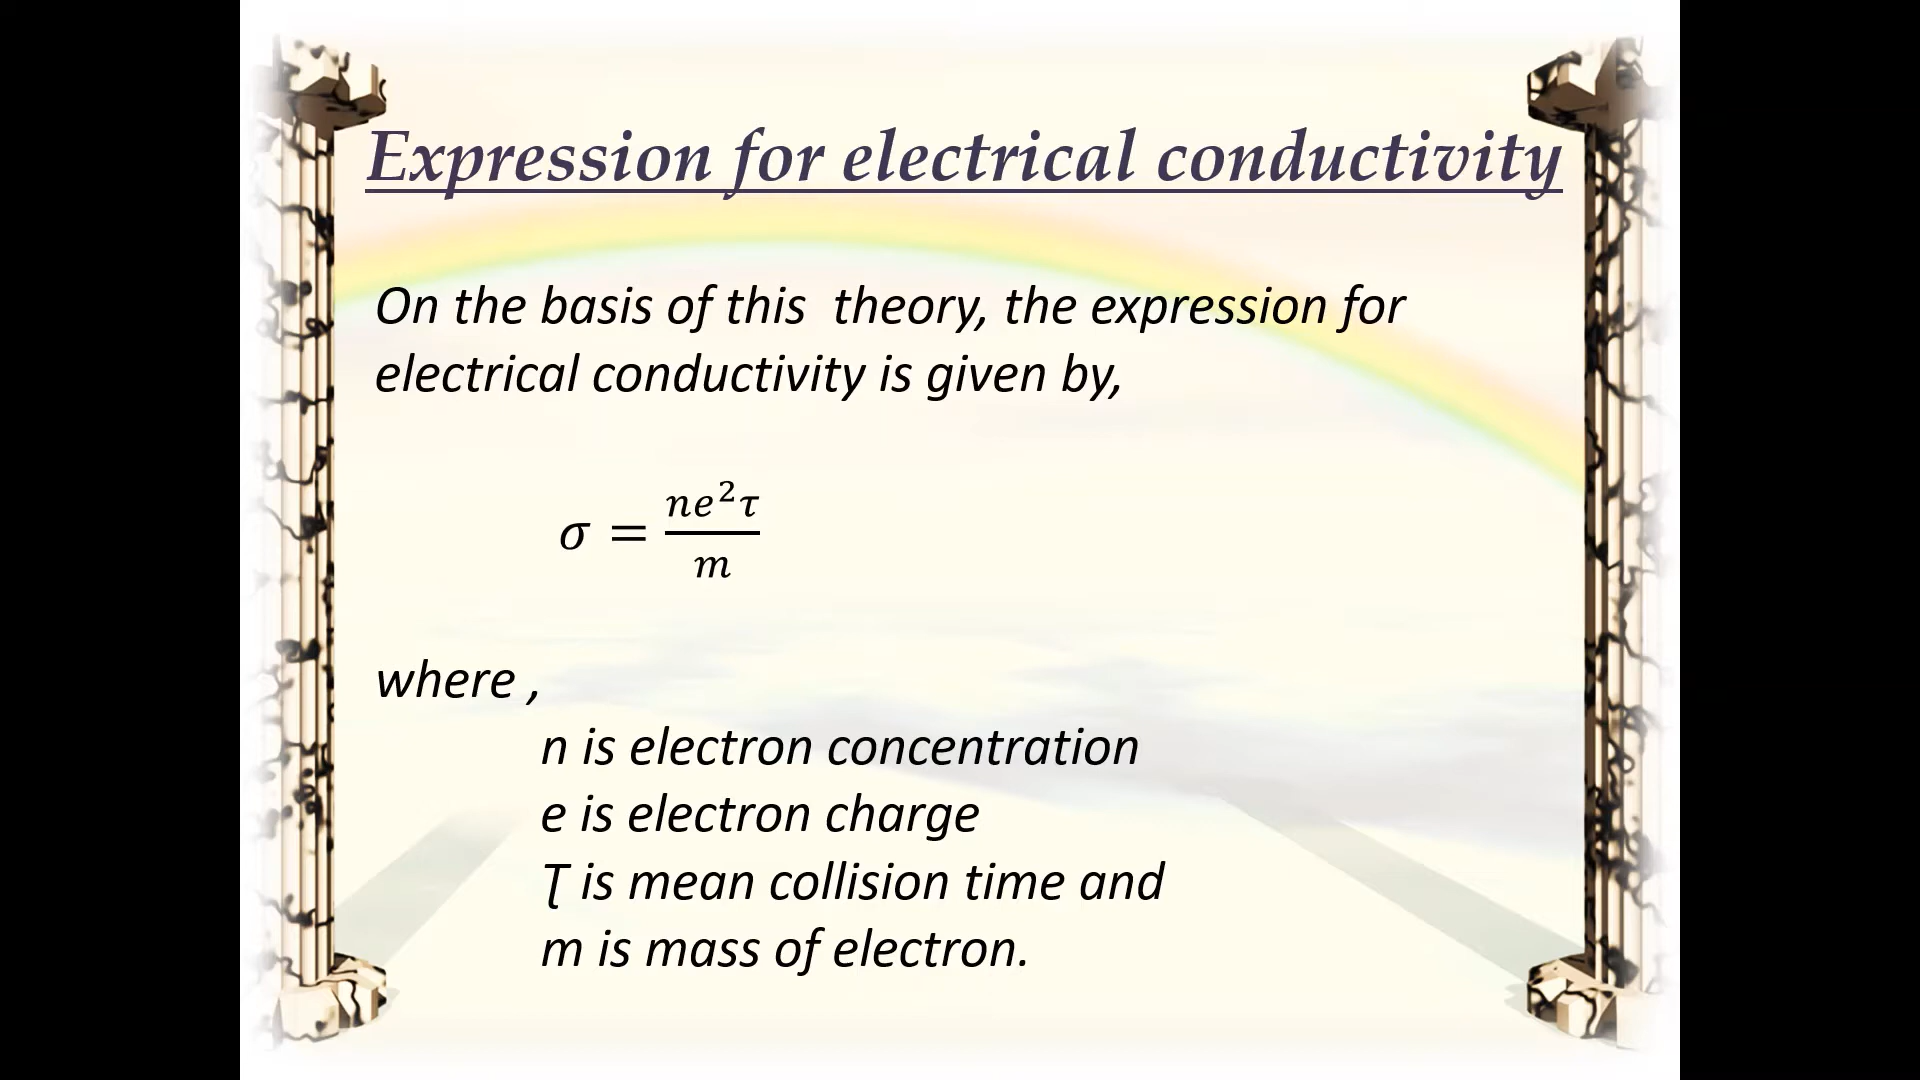 Expression for electrical conductivity
On the basis of this theory, the expression for
electrical conductivity is given by,
σ = ne²τ/m
where ,
n is electron concentration
e is electron charge
Ʈ is mean collision time and
m is mass of electron.